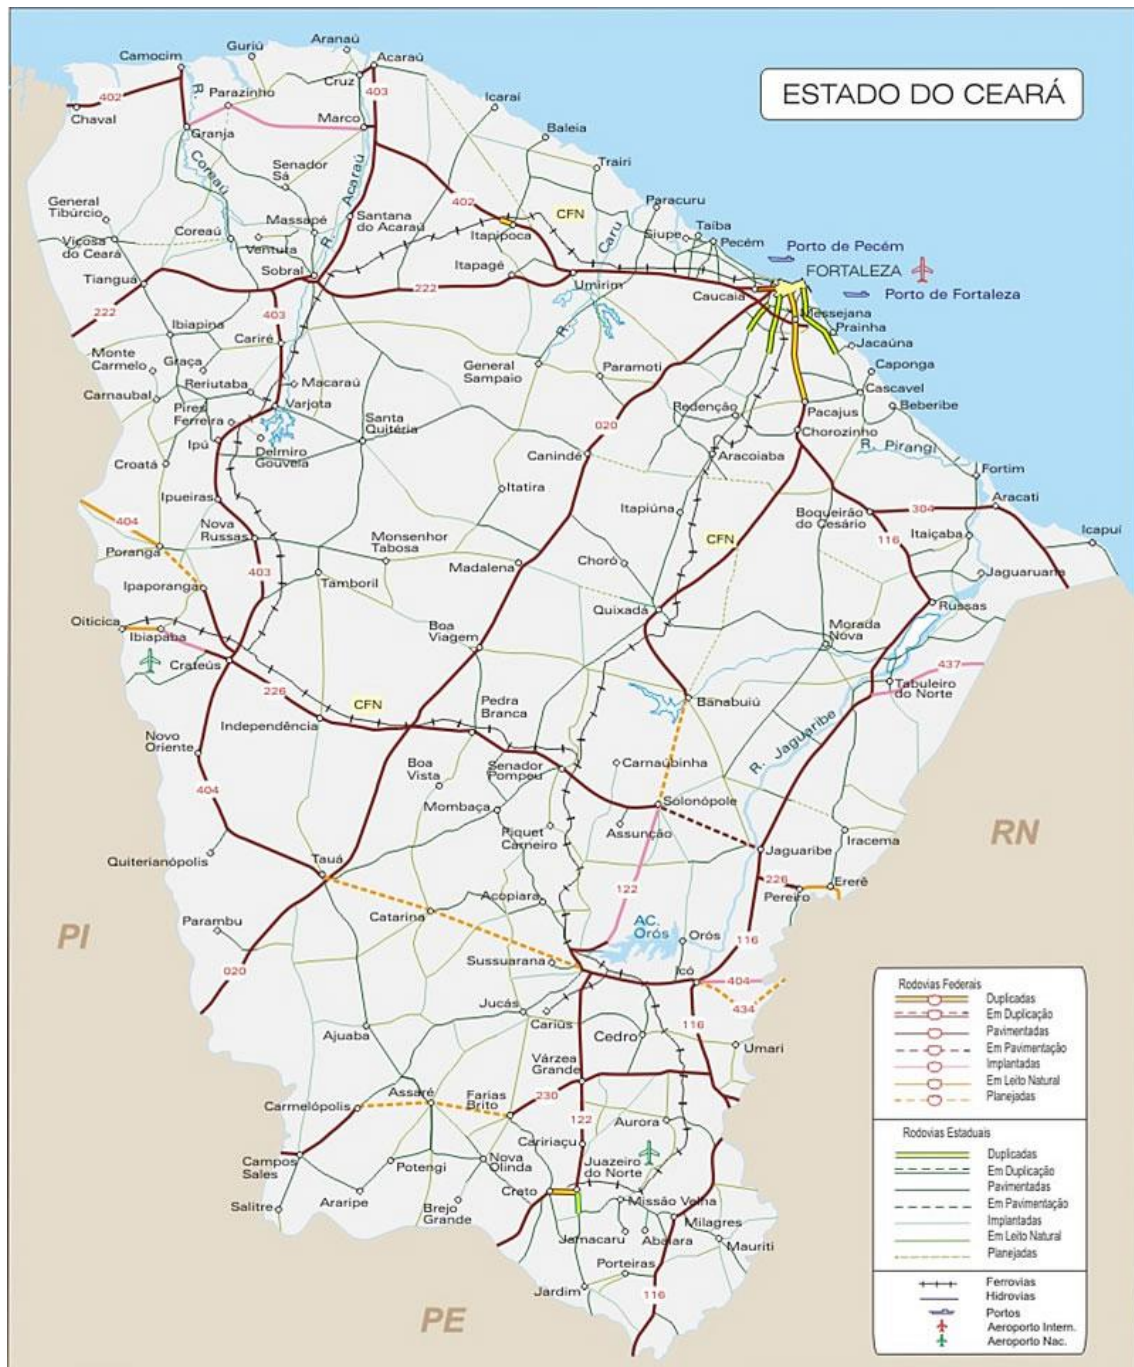 ESTADO DO CEARÁ
Camocim
Guriú
Aranaú
Acaraú
Cruz
402
Chaval
R.
Parazinho
403
Icaraí
Granja
Marco
Baleia
Coreaú
Senador
Sá
R. Acaraú
Trairi
General
Tibúrcio
402
CFN
Paracuru
Massapé
Santana
do Acaraú
Viçosa
do Ceará
Coreaú
Ventura
Itapipoca
R. Caru
Siupe
Taíba
Pecém
Porto de Pecém
Tianguá
Sobral
Itapagé
Umirim
FORTALEZA
222
Caucaia
Porto de Fortaleza
222
403
Messejana
Prainha
Ibiapina
Cariré
Jacaúna
Monte
Carmelo
Graça
General
Sampaio
Paramoti
Caponga
Carnaubal
Reriutaba
Macaraú
Cascavel
Pires
Ferreira
Varjota
Redenção
Pacajus
Beberibe
Santa
Quitéria
020
Chorozinho
Ipú
Delmiro
Gouveia
Canindé
Aracoiaba
R. Pirangi
Croatá
Fortim
Ipueiras
Itatira
Itapiúna
Boqueirão
do Cesário
304
Aracati
404
Nova
Russas
Monsenhor
Tabosa
CFN
116
Itaiçaba
Icapuí
Poranga
Madalena
Choró
Ipaporanga
403
Tamboril
Jaguaruana
Quixadá
Russas
Oiticica
Ibiapaba
Boa
Viagem
Morada
Nova
Crateús
437
226
CFN
Pedra
Branca
Banabuiú
Tabuleiro
do Norte
Independência
Novo
Oriente
R. Jaguaribe
Boa
Vista
Senador
Pompeu
Carnaúbinha
404
Mombaça
Solonópole
Piquet
Carneiro
Assunção
RN
Quiterianópolis
Tauá
Jaguaribe
Iracema
122
226
Ererê
Pereiro
Acopiara
Catarina
Parambu
AC.
Orós
Orós
116
PI
020
Sussuarana
Icó
404
Jucás
Cariús
116
434
Ajuaba
Cedro
Umari
Várzea
Grande
Carmelópolis
Assaré
Farias
Brito
230
122
Aurora
Caririaçu
Campos
Sales
Potengi
Nova
Olinda
Juazeiro
do Norte
Salitre
Araripe
Brejo
Grande
Crato
Missão Velha
Milagres
Jamacaru
Abaiara
Mauriti
Porteiras
Jardim
116
PE
Rodovias Federais
Duplicadas
Em Duplicação
Pavimentadas
Em Pavimentação
Implantadas
Em Leito Natural
Planejadas
Rodovias Estaduais
Duplicadas
Em Duplicação
Pavimentadas
Em Pavimentação
Implantadas
Em Leito Natural
Planejadas
Ferrovias
Hidrovias
Portos
Aeroporto Intern.
Aeroporto Nac.